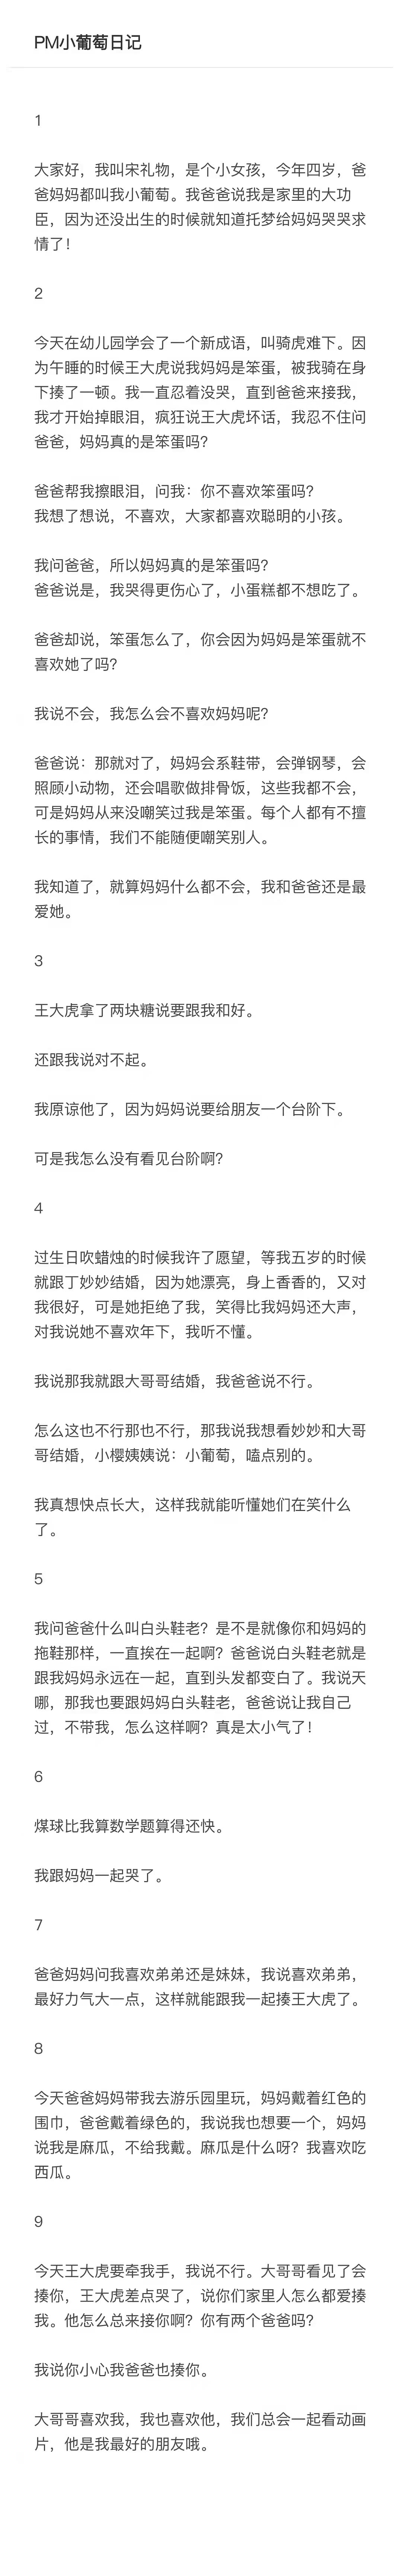 PM小葡萄日记
1
大家好，我叫宋礼物，是个小女孩，今年四岁，爸
爸妈妈都叫我小葡萄。我爸爸说我是家里的大功
臣，因为还没出生的时候就知道托梦给妈妈哭哭求
情了！
2
今天在幼儿园学会了一个新成语，叫骑虎难下。因
为午睡的时候王大虎说我妈妈是笨蛋，被我骑在身
下揍了一顿。我一直忍着没哭，直到爸爸来接我，
我才开始掉眼泪，疯狂说王大虎坏话，我忍不住问
爸爸，妈妈真的是笨蛋吗？
爸爸帮我擦眼泪，问我：你不喜欢笨蛋吗？
我想了想说，不喜欢，大家都喜欢聪明的小孩。
我问爸爸，所以妈妈真的是笨蛋吗？
爸爸说是，我哭得更伤心了，小蛋糕都不想吃了。
爸爸却说，笨蛋怎么了，你会因为妈妈是笨蛋就不
喜欢她了吗？
我说不会，我怎么会不喜欢妈妈呢？
爸爸说：那就对了，妈妈会系鞋带，会弹钢琴，会
照顾小动物，还会唱歌做排骨饭，这些我都不会，
可是妈妈从来没嘲笑过我是笨蛋。每个人都有不擅
长的事情，我们不能随便嘲笑别人。
我知道了，就算妈妈什么都不会，我和爸爸还是最
爱她。
3
王大虎拿了两块糖说要跟我和好。
还跟我说对不起。
我原谅他了，因为妈妈说要给朋友一个台阶下。
可是我怎么没有看见台阶啊？
4
过生日吹蜡烛的时候我许了愿望，等我五岁的时候
就跟丁妙妙结婚，因为她漂亮，身上香香的，又对
我很好，可是她拒绝了我，笑得比我妈妈还大声，
对我说她不喜欢年下，我听不懂。
我说那我就跟大哥哥结婚，我爸爸说不行。
怎么这也不行那也不行，那我说我想看妙妙和大哥
哥结婚，小樱姨姨说：小葡萄，嗑点别的。
我真想快点长大，这样我就能听懂她们在笑什么
了。
5
我问爸爸什么叫白头鞋老？是不是就像你和妈妈的
拖鞋那样，一直挨在一起啊？爸爸说白头鞋老就是
跟我妈妈永远在一起，直到头发都变白了。我说天
哪，那我也要跟妈妈白头鞋老，爸爸说让我自己
过，不带我，怎么这样啊？真是太小气了！
6
煤球比我算数学题算得还快。
我跟妈妈一起哭了。
7
爸爸妈妈问我喜欢弟弟还是妹妹，我说喜欢弟弟，
最好力气大一点，这样就能跟我一起揍王大虎了。
8
今天爸爸妈妈带我去游乐园里玩，妈妈戴着红色的
围巾，爸爸戴着绿色的，我说我也想要一个，妈妈
说我是麻瓜，不给我戴。麻瓜是什么呀？我喜欢吃
西瓜。
9
今天王大虎要牵我手，我说不行。大哥哥看见了会
揍你，王大虎差点哭了，说你们家里人怎么都爱揍
我。他怎么总来接你啊？你有两个爸爸吗？
我说你小心我爸爸也揍你。
大哥哥喜欢我，我也喜欢他，我们总会一起看动画
片，他是我最好的朋友哦。